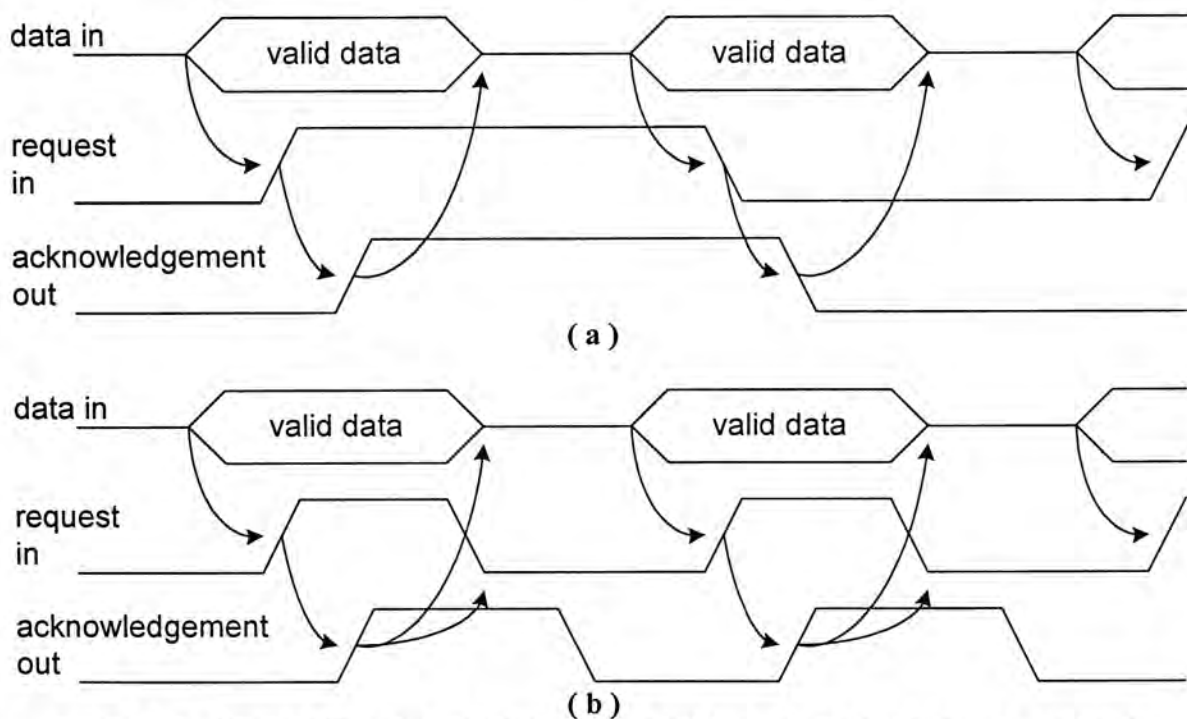 data in
valid data
valid data
request
in
acknowledgement
out
( a )
data in
valid data
valid data
request
in
acknowledgement
out
( b )